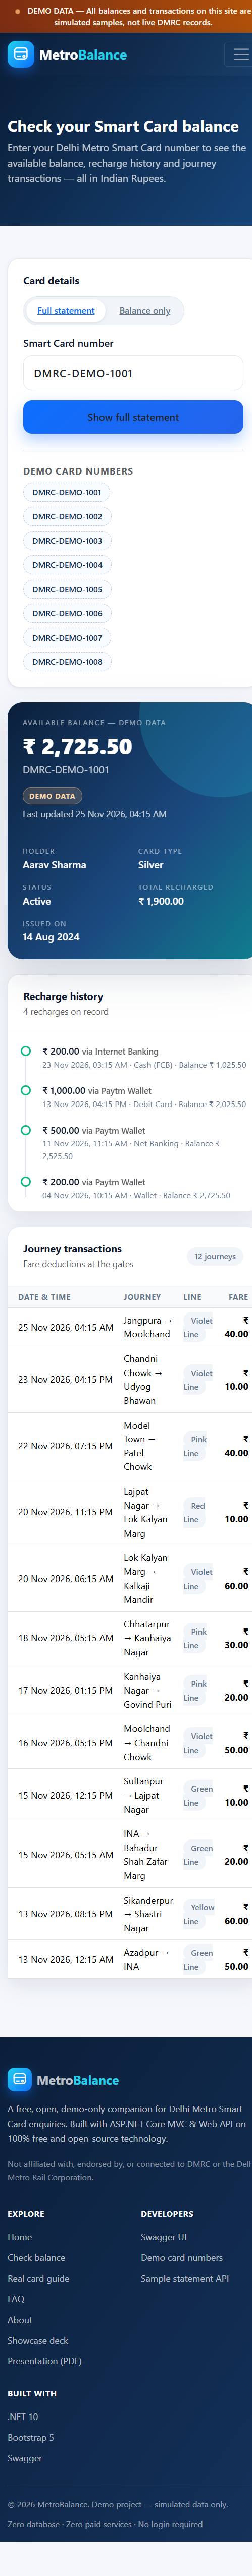 DEMO DATA — All balances and transactions on this site are
simulated samples, not live DMRC records.
MetroBalance
Check your Smart Card balance
Enter your Delhi Metro Smart Card number to see the
available balance, recharge history and journey
transactions — all in Indian Rupees.
Card details
Full statement Balance only
Smart Card number
DMRC-DEMO-1001
Show full statement
DEMO CARD NUMBERS
DMRC-DEMO-1001
DMRC-DEMO-1002
DMRC-DEMO-1003
DMRC-DEMO-1004
DMRC-DEMO-1005
DMRC-DEMO-1006
DMRC-DEMO-1007
DMRC-DEMO-1008
AVAILABLE BALANCE — DEMO DATA
₹ 2,725.50
DMRC-DEMO-1001
DEMO DATA
Last updated 25 Nov 2026, 04:15 AM
HOLDER CARD TYPE
Aarav Sharma Silver
STATUS TOTAL RECHARGED
Active ₹ 1,900.00
ISSUED ON
14 Aug 2024
Recharge history
4 recharges on record
₹ 200.00 via Internet Banking
23 Nov 2026, 03:15 AM · Cash (FCB) · Balance ₹ 1,025.50
₹ 1,000.00 via Paytm Wallet
13 Nov 2026, 04:15 PM · Debit Card · Balance ₹ 2,025.50
₹ 500.00 via Paytm Wallet
11 Nov 2026, 11:15 AM · Net Banking · Balance ₹
2,525.50
₹ 200.00 via Paytm Wallet
04 Nov 2026, 10:15 AM · Wallet · Balance ₹ 2,725.50
Journey transactions
Fare deductions at the gates
12 journeys
DATE & TIME JOURNEY LINE FARE
25 Nov 2026, 04:15 AM Jangpura → Moolchand Violet Line ₹ 40.00
23 Nov 2026, 04:15 PM Chandni Chowk → Udyog Bhawan Violet Line ₹ 10.00
22 Nov 2026, 07:15 PM Model Town → Patel Chowk Pink Line ₹ 40.00
20 Nov 2026, 11:15 PM Lajpat Nagar → Lok Kalyan Marg Red Line ₹ 10.00
20 Nov 2026, 06:15 AM Lok Kalyan Marg → Kalkaji Mandir Violet Line ₹ 60.00
18 Nov 2026, 05:15 AM Chhatarpur → Kanhaiya Nagar Pink Line ₹ 30.00
17 Nov 2026, 01:15 PM Kanhaiya Nagar → Govind Puri Pink Line ₹ 20.00
16 Nov 2026, 05:15 PM Moolchand → Chandni Chowk Violet Line ₹ 50.00
15 Nov 2026, 12:15 PM Sultanpur → Lajpat Nagar Green Line ₹ 10.00
15 Nov 2026, 05:15 AM INA → Bahadur Shah Zafar Marg Green Line ₹ 20.00
13 Nov 2026, 08:15 PM Sikanderpur → Shastri Nagar Yellow Line ₹ 60.00
13 Nov 2026, 12:15 AM Azadpur → INA Green Line ₹ 50.00
MetroBalance
A free, open, demo-only companion for Delhi Metro Smart
Card enquiries. Built with ASP.NET Core MVC & Web API on
100% free and open-source technology.
Not affiliated with, endorsed by, or connected to DMRC or the Delhi
Metro Rail Corporation.
EXPLORE
Home
Check balance
Real card guide
FAQ
About
Showcase deck
Presentation (PDF)
DEVELOPERS
Swagger UI
Demo card numbers
Sample statement API
BUILT WITH
.NET 10
Bootstrap 5
Swagger
© 2026 MetroBalance. Demo project — simulated data only.
Zero database · Zero paid services · No login required